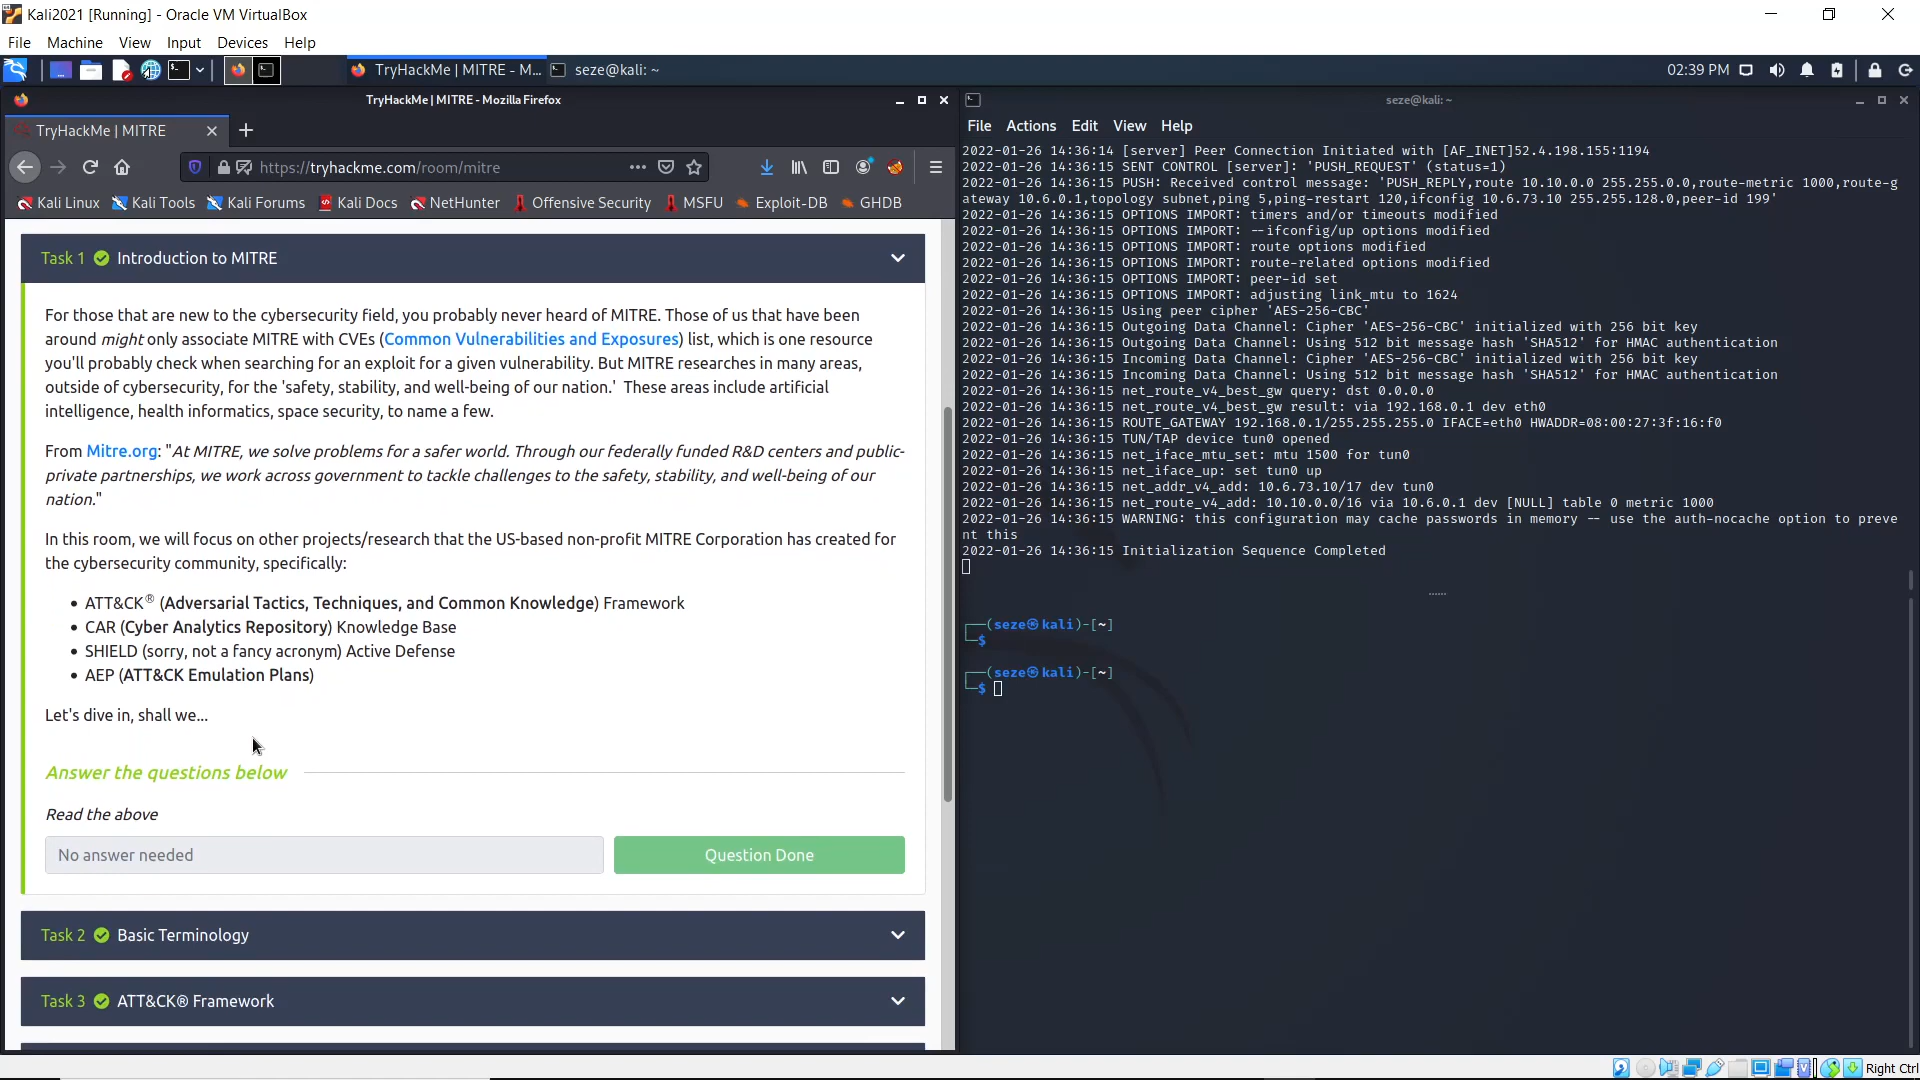 Kali2021 [Running] - Oracle VM VirtualBox
File Machine View Input Devices Help
TryHackMe | MITRE - M... seze@kali: ~ 02:39 PM
TryHackMe | MITRE - Mozilla Firefox
TryHackMe | MITRE
https://tryhackme.com/room/mitre
Kali Linux Kali Tools Kali Forums Kali Docs NetHunter Offensive Security MSFU Exploit-DB GHDB
Task 1 Introduction to MITRE
For those that are new to the cybersecurity field, you probably never heard of MITRE. Those of us that have been
around might only associate MITRE with CVEs (Common Vulnerabilities and Exposures) list, which is one resource
you'll probably check when searching for an exploit for a given vulnerability. But MITRE researches in many areas,
outside of cybersecurity, for the 'safety, stability, and well-being of our nation.' These areas include artificial
intelligence, health informatics, space security, to name a few.
From Mitre.org: "At MITRE, we solve problems for a safer world. Through our federally funded R&D centers and public-
private partnerships, we work across government to tackle challenges to the safety, stability, and well-being of our
nation."
In this room, we will focus on other projects/research that the US-based non-profit MITRE Corporation has created for
the cybersecurity community, specifically:
• ATT&CK® (Adversarial Tactics, Techniques, and Common Knowledge) Framework
• CAR (Cyber Analytics Repository) Knowledge Base
• SHIELD (sorry, not a fancy acronym) Active Defense
• AEP (ATT&CK Emulation Plans)
Let's dive in, shall we...
Answer the questions below
Read the above
No answer needed Question Done
Task 2 Basic Terminology
Task 3 ATT&CK® Framework
seze@kali: ~
File Actions Edit View Help
2022-01-26 14:36:14 [server] Peer Connection Initiated with [AF_INET]52.4.198.155:1194
2022-01-26 14:36:15 SENT CONTROL [server]: 'PUSH_REQUEST' (status=1)
2022-01-26 14:36:15 PUSH: Received control message: 'PUSH_REPLY,route 10.10.0.0 255.255.0.0,route-metric 1000,route-g
ateway 10.6.0.1,topology subnet,ping 5,ping-restart 120,ifconfig 10.6.73.10 255.255.128.0,peer-id 199'
2022-01-26 14:36:15 OPTIONS IMPORT: timers and/or timeouts modified
2022-01-26 14:36:15 OPTIONS IMPORT: --ifconfig/up options modified
2022-01-26 14:36:15 OPTIONS IMPORT: route options modified
2022-01-26 14:36:15 OPTIONS IMPORT: route-related options modified
2022-01-26 14:36:15 OPTIONS IMPORT: peer-id set
2022-01-26 14:36:15 OPTIONS IMPORT: adjusting link_mtu to 1624
2022-01-26 14:36:15 Using peer cipher 'AES-256-CBC'
2022-01-26 14:36:15 Outgoing Data Channel: Cipher 'AES-256-CBC' initialized with 256 bit key
2022-01-26 14:36:15 Outgoing Data Channel: Using 512 bit message hash 'SHA512' for HMAC authentication
2022-01-26 14:36:15 Incoming Data Channel: Cipher 'AES-256-CBC' initialized with 256 bit key
2022-01-26 14:36:15 Incoming Data Channel: Using 512 bit message hash 'SHA512' for HMAC authentication
2022-01-26 14:36:15 net_route_v4_best_gw query: dst 0.0.0.0
2022-01-26 14:36:15 net_route_v4_best_gw result: via 192.168.0.1 dev eth0
2022-01-26 14:36:15 ROUTE_GATEWAY 192.168.0.1/255.255.255.0 IFACE=eth0 HWADDR=08:00:27:3f:16:f0
2022-01-26 14:36:15 TUN/TAP device tun0 opened
2022-01-26 14:36:15 net_iface_mtu_set: mtu 1500 for tun0
2022-01-26 14:36:15 net_iface_up: set tun0 up
2022-01-26 14:36:15 net_addr_v4_add: 10.6.73.10/17 dev tun0
2022-01-26 14:36:15 net_route_v4_add: 10.10.0.0/16 via 10.6.0.1 dev [NULL] table 0 metric 1000
2022-01-26 14:36:15 WARNING: this configuration may cache passwords in memory -- use the auth-nocache option to preve
nt this
2022-01-26 14:36:15 Initialization Sequence Completed
┌──(seze㉿kali)-[~]
└─$
┌──(seze㉿kali)-[~]
└─$
Right Ctrl